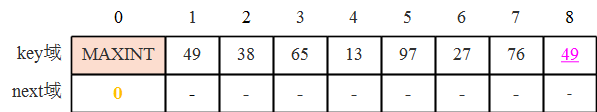 0 1 2 3 4 5 6 7 8
key域 MAXINT 49 38 65 13 97 27 76 49
next域 0 - - - - - - - -